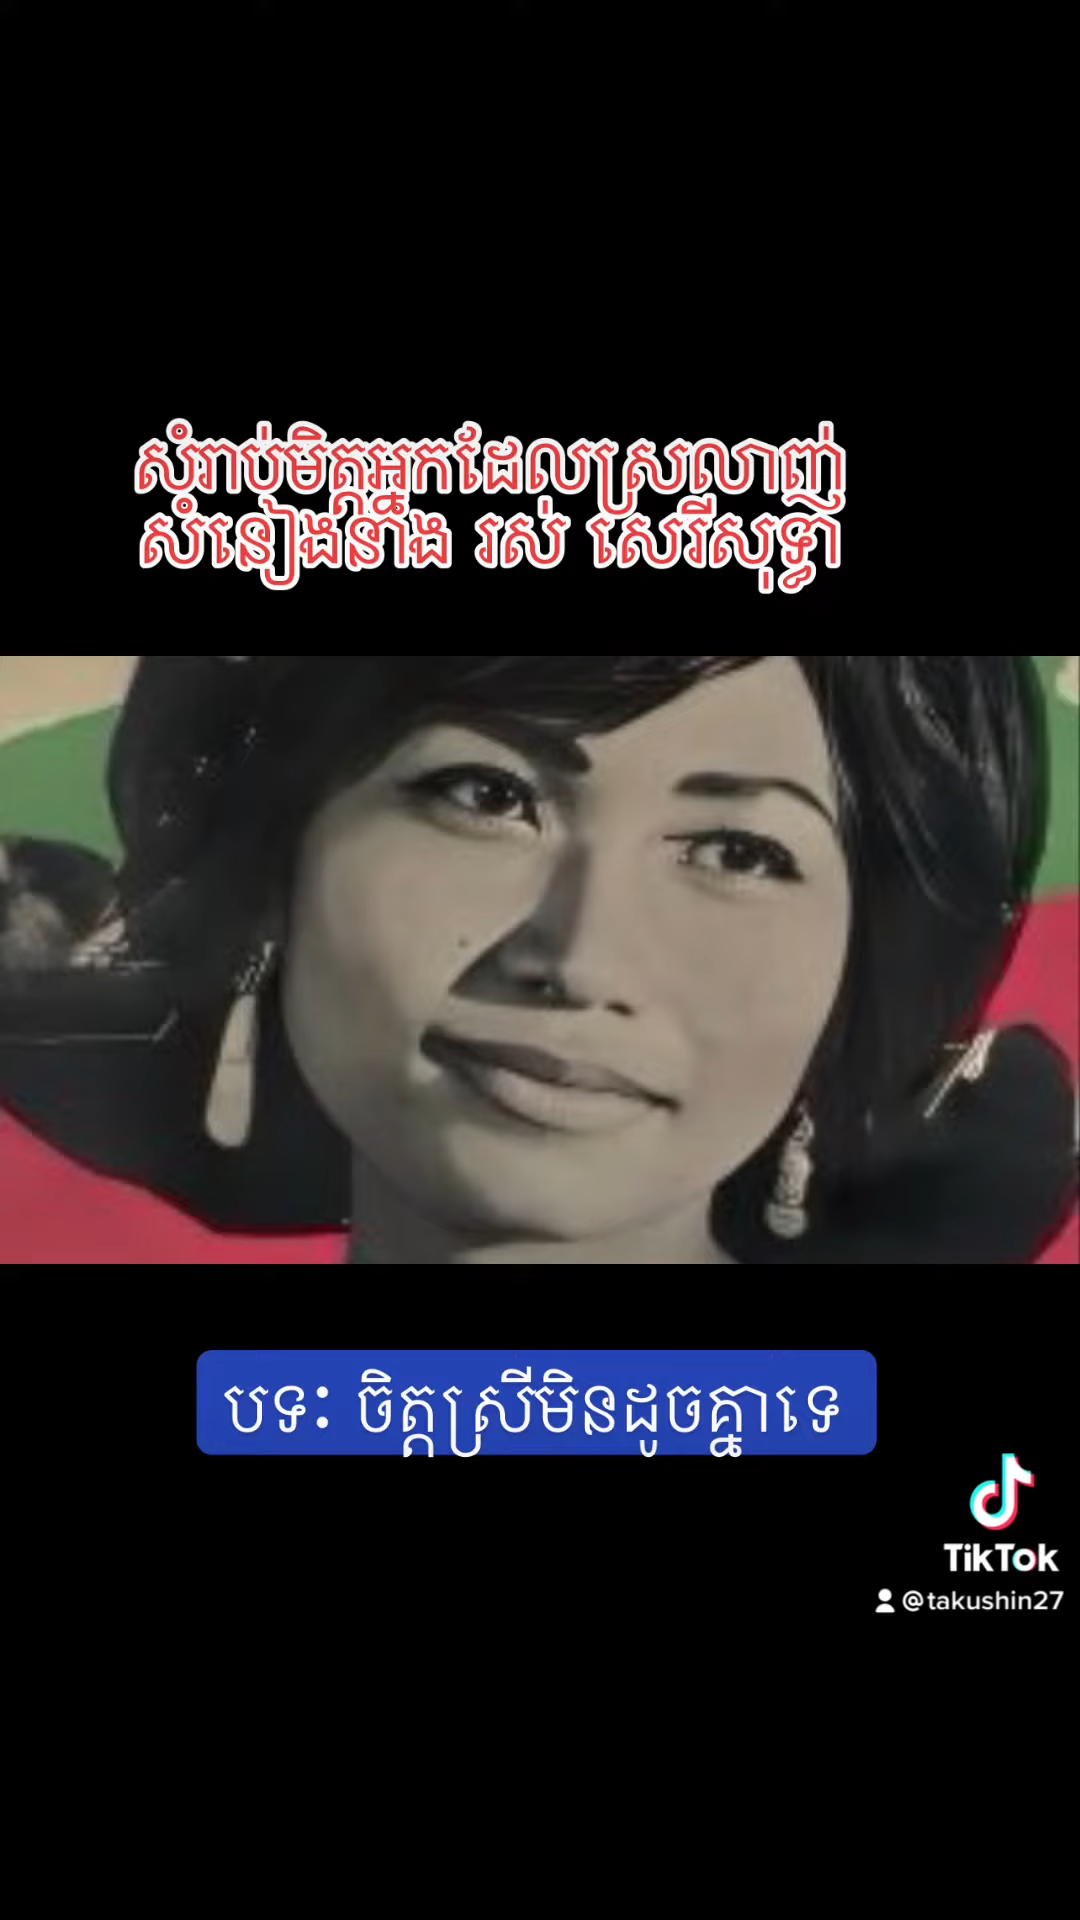 សំរាប់មិត្តអ្នកដែលស្រលាញ់
សំនៀងនាង រស់ សេរីសុទ្ធា
បទ: ចិត្តស្រីមិនដូចគ្នាទេ
TikTok
@takushin27